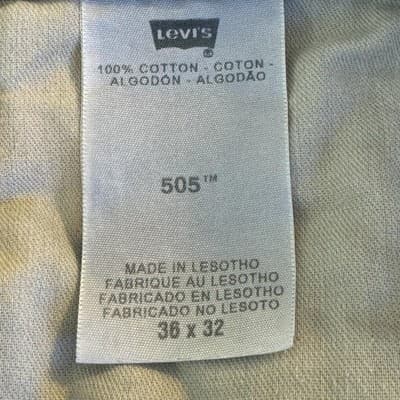 Levi's
®
100% COTTON - COTON -
ALGODÓN - ALGODÃO
505™
MADE IN LESOTHO
FABRIQUE AU LESOTHO
FABRICADO EN LESOTHO
FABRICADO NO LESOTO
36 x 32